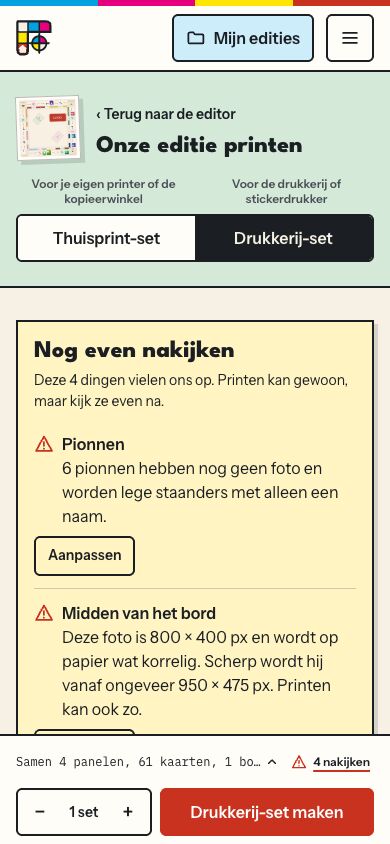 Mijn edities
‹ Terug naar de editor
Onze editie printen
Voor je eigen printer of de
kopieerwinkel
Voor de drukkerij of
stickerdrukker
Thuisprint-set
Drukkerij-set
Nog even nakijken
Deze 4 dingen vielen ons op. Printen kan gewoon,
maar kijk ze even na.
Pionnen
6 pionnen hebben nog geen foto en
worden lege staanders met alleen een
naam.
Aanpassen
Midden van het bord
Deze foto is 800 × 400 px en wordt op
papier wat korrelig. Scherp wordt hij
vanaf ongeveer 950 × 475 px. Printen
kan ook zo.
Samen 4 panelen, 61 kaarten, 1 bo…
4 nakijken
− 1 set +
Drukkerij-set maken